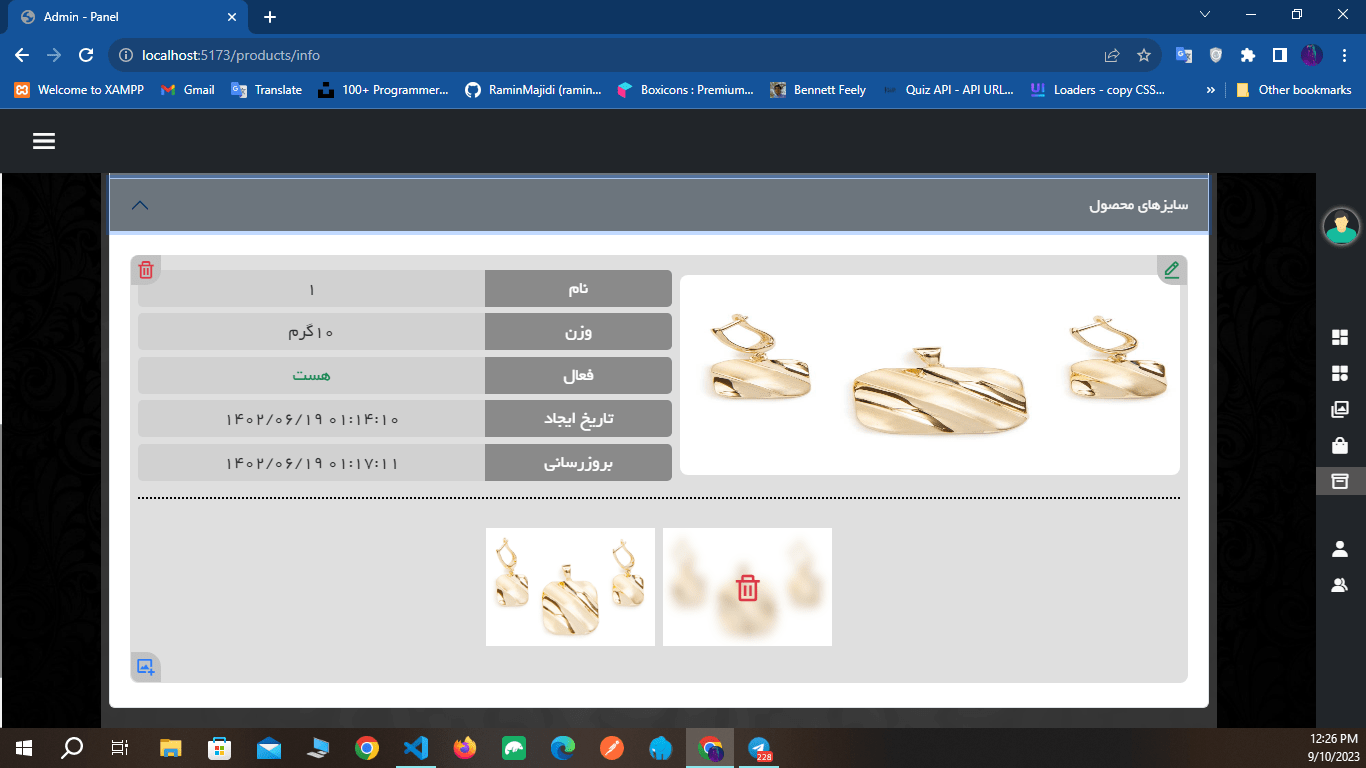 Admin - Panel
localhost:5173/products/info
Welcome to XAMPP
Gmail
Translate
100+ Programmer...
RaminMajidi (ramin...
Boxicons : Premium...
Bennett Feely
Quiz API - API URL...
Loaders - copy CSS...
»
Other bookmarks
سایزهای محصول
نام
۱
وزن
۱۰گرم
فعال
هست
تاریخ ایجاد
۱۴۰۲/۰۶/۱۹ ۰۱:۱۴:۱۰
بروزرسانی
۱۴۰۲/۰۶/۱۹ ۰۱:۱۷:۱۱
228
12:26 PM
9/10/2023